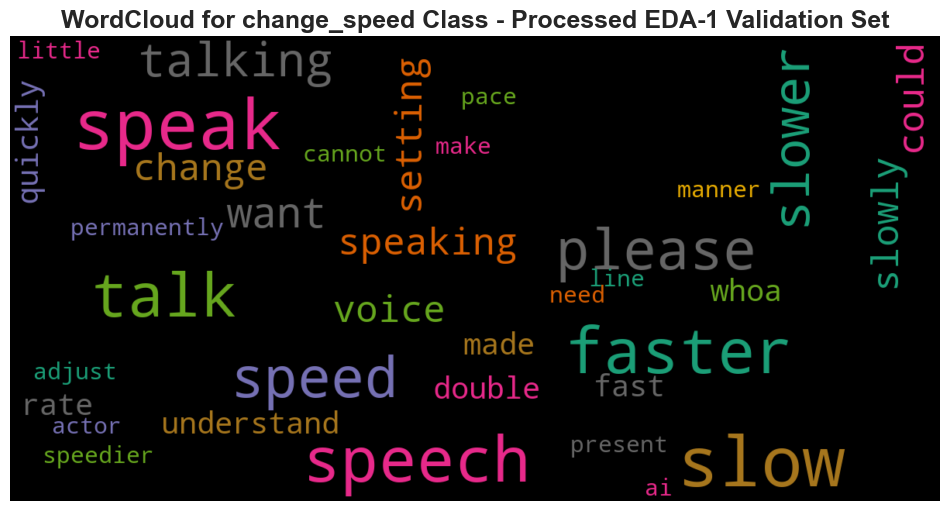 WordCloud for change_speed Class - Processed EDA-1 Validation Set
little
talking
quickly
speak
change
cannot
setting
pace
make
slower
could
manner
slowly
want
permanently
speaking
please
line
need
whoa
talk
voice
made
faster
adjust
speed
double
fast
rate
actor
understand
speedier
speech
present
slow
ai